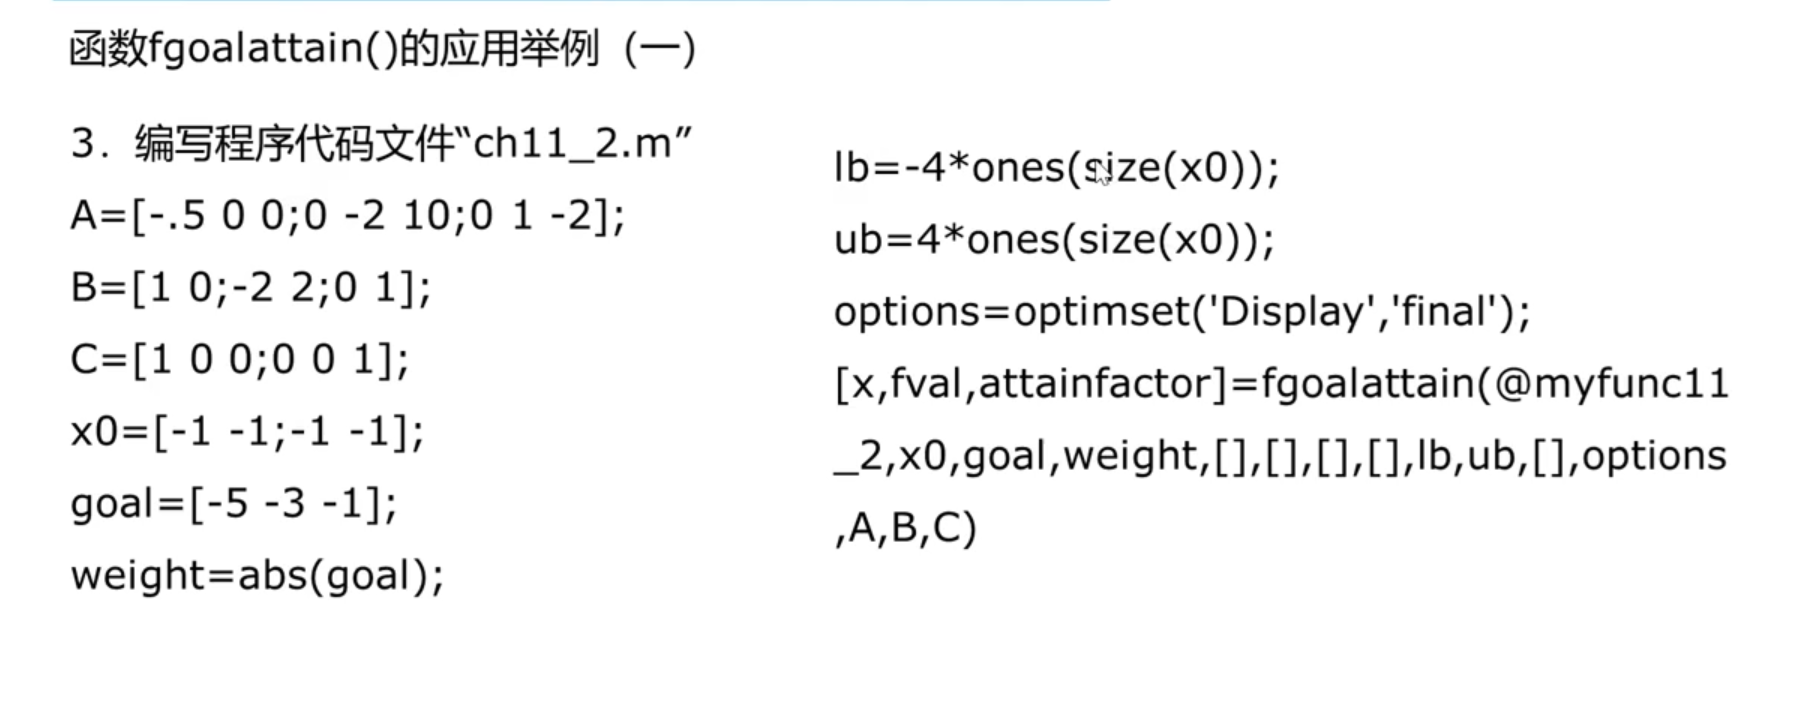 函数fgoalattain()的应用举例（一）
3．编写程序代码文件“ch11_2.m”
A=[-.5 0 0;0 -2 10;0 1 -2];
B=[1 0;-2 2;0 1];
C=[1 0 0;0 0 1];
x0=[-1 -1;-1 -1];
goal=[-5 -3 -1];
weight=abs(goal);
lb=-4*ones(size(x0));
ub=4*ones(size(x0));
options=optimset('Display','final');
[x,fval,attainfactor]=fgoalattain(@myfunc11
_2,x0,goal,weight,[],[],[],[],lb,ub,[],options
,A,B,C)